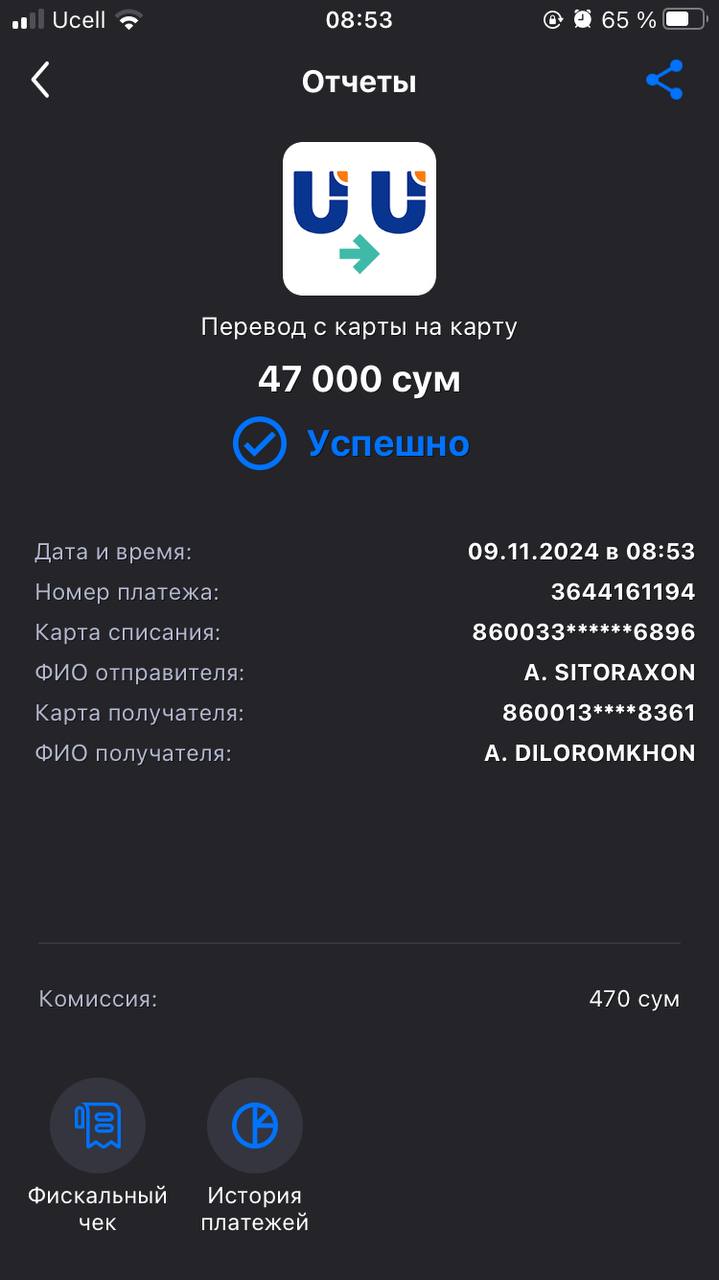 Ucell 08:53 65 %
Отчеты
U U
Перевод с карты на карту
47 000 сум
Успешно
Дата и время: 09.11.2024 в 08:53
Номер платежа: 3644161194
Карта списания: 860033******6896
ФИО отправителя: A. SITORAXON
Карта получателя: 860013****8361
ФИО получателя: A. DILOROMKHON
Комиссия: 470 сум
Фискальный
чек
История
платежей